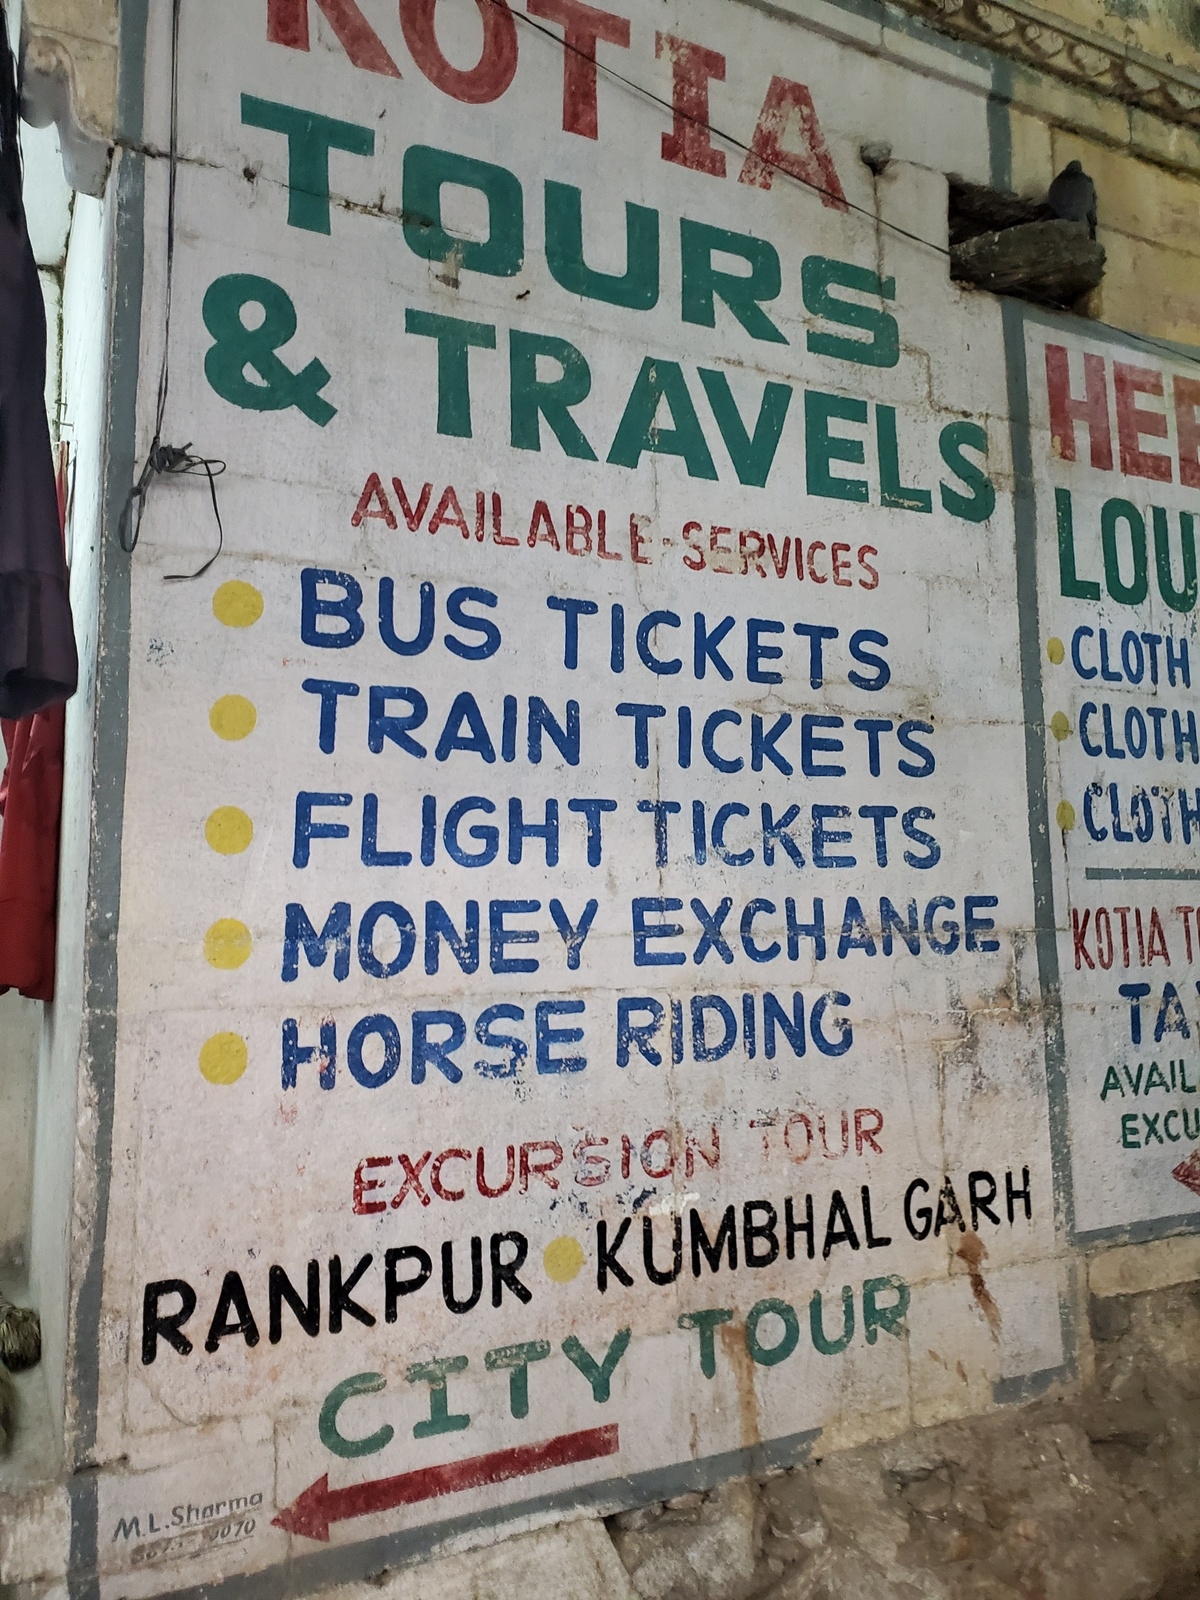 KOTIA
TOURS
& TRAVELS
AVAILABLE-SERVICES
BUS TICKETS
TRAIN TICKETS
FLIGHT TICKETS
MONEY EXCHANGE
HORSE RIDING
EXCURSION TOUR
RANKPUR • KUMBHAL GARH
CITY TOUR
M.L.Sharma
LOU
CLOTH
CLOTH
CLOTH
KOTIA T
TA
AVAIL
EXCU